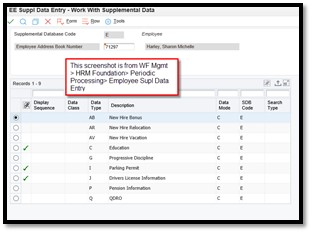 EE Suppl Data Entry - Work With Supplemental Data
Form Row Tools
Supplemental Database Code E Employee
Employee Address Book Number 71297 Harley, Sharon Michelle
This screenshot is from WF Mgmt
> HRM Foundation> Periodic
Processing> Employee Supl Data
Entry
Records 1 - 9
Display Sequence Data Class Data Type Description Data Mode SDB Code Search Type
AB New Hire Bonus C E
AR New Hire Relocation C E
AV New Hire Vacation C E
C Education C E
G Progressive Discipline C E
I Parking Permit C E
J Drivers License Information C E
P Pension Information C E
Q QDRO C E